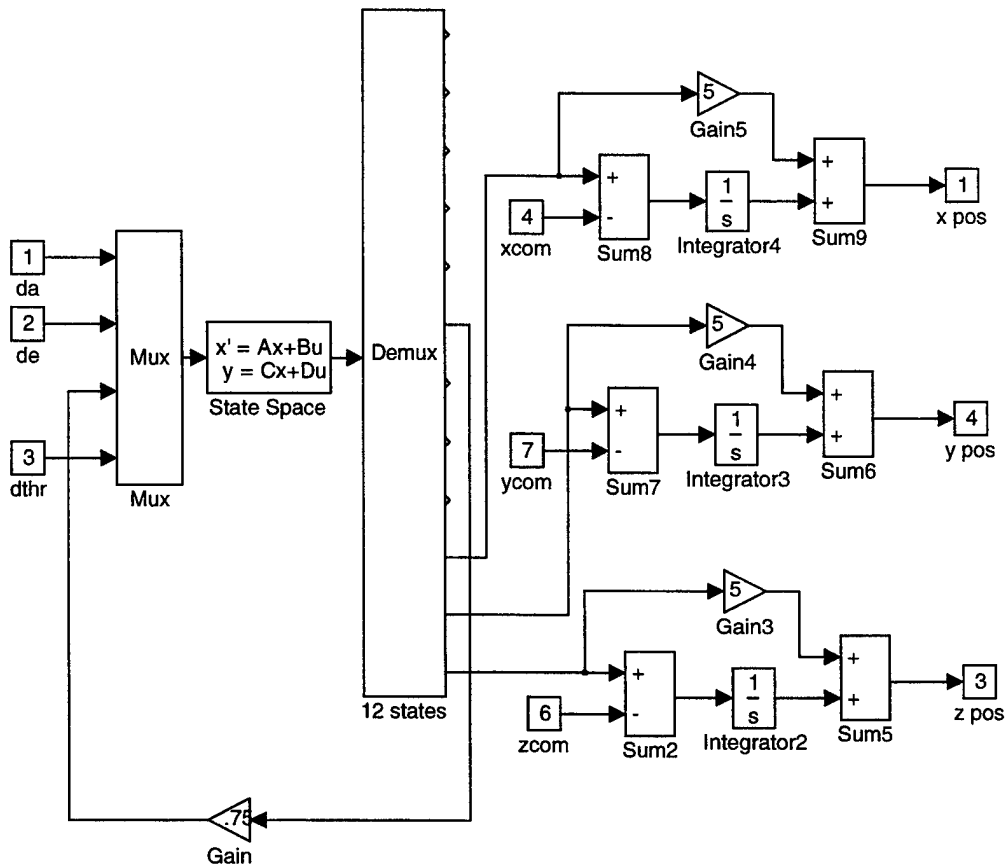 5
Gain5
+
-
Sum8
4
xcom
1
s
Integrator4
+
+
Sum9
1
x pos
1
da
2
de
3
dthr
Mux
Mux
x' = Ax+Bu
y = Cx+Du
State Space
Demux
12 states
5
Gain4
+
-
Sum7
7
ycom
1
s
Integrator3
+
+
Sum6
4
y pos
5
Gain3
+
-
Sum2
6
zcom
1
s
Integrator2
+
+
Sum5
3
z pos
.75
Gain